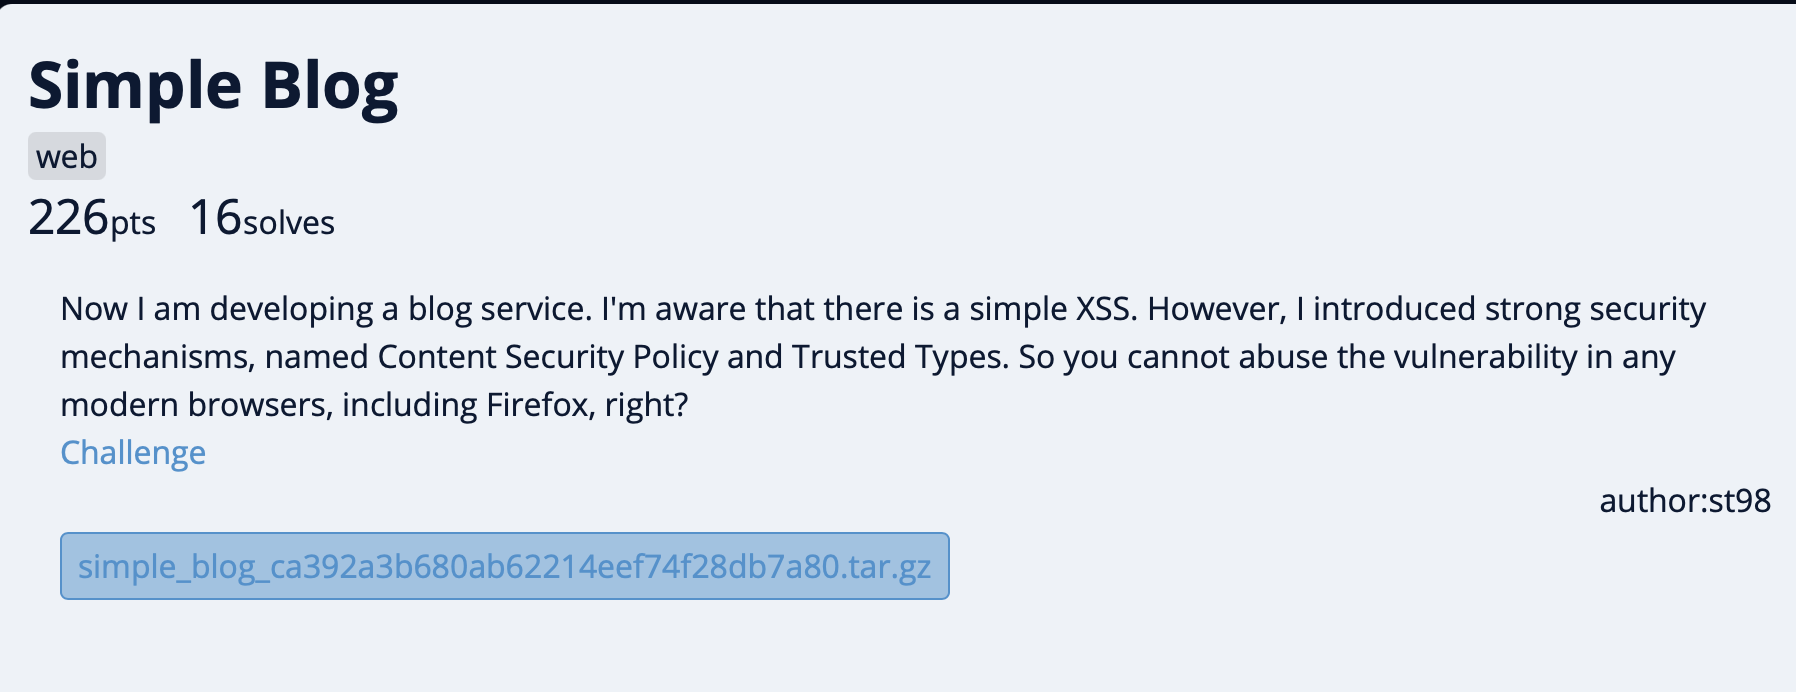 Simple Blog
web
226pts 16solves
Now I am developing a blog service. I'm aware that there is a simple XSS. However, I introduced strong security
mechanisms, named Content Security Policy and Trusted Types. So you cannot abuse the vulnerability in any
modern browsers, including Firefox, right?
Challenge
author:st98
simple_blog_ca392a3b680ab62214eef74f28db7a80.tar.gz